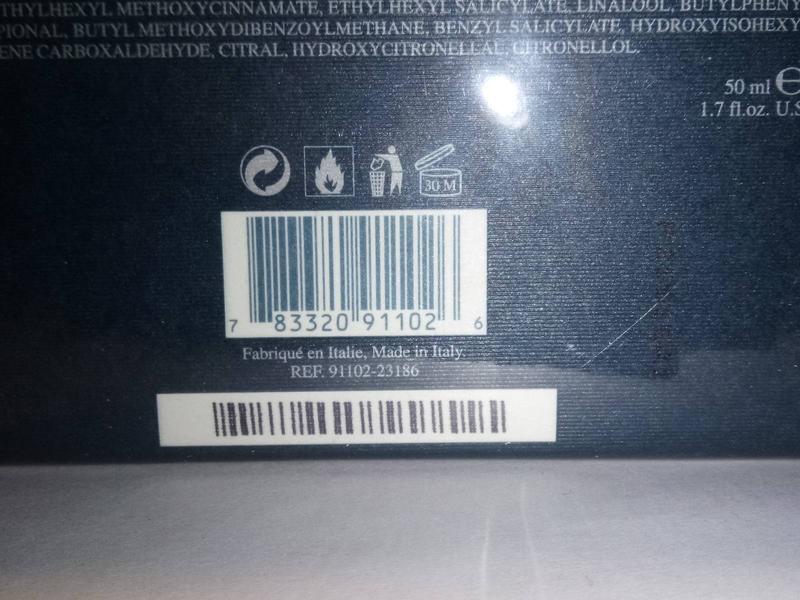 THYLHEXYL METHOXYCINNAMATE, ETHYLHEXYL SALICYLATE, LINALOOL, BUTYLPHENY
PIONAL, BUTYL METHOXYDIBENZOYLMETHANE, BENZYL SALICYLATE, HYDROXYISOHEXY
ENE CARBOXALDEHYDE, CITRAL, HYDROXYCITRONELLAL, CITRONELLOL.
50 ml ℮
1.7 fl.oz. U.S
30 M
7 83320 91102 6
Fabriqué en Italie, Made in Italy.
REF. 91102-23186